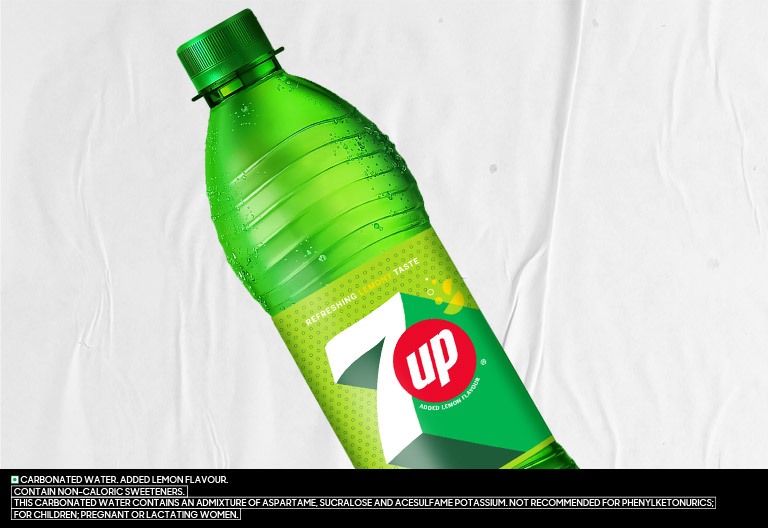 REFRESHING LEMONY TASTE
7
up
®
ADDED LEMON FLAVOUR
CARBONATED WATER. ADDED LEMON FLAVOUR.
CONTAIN NON-CALORIC SWEETENERS.
THIS CARBONATED WATER CONTAINS AN ADMIXTURE OF ASPARTAME, SUCRALOSE AND ACESULFAME POTASSIUM. NOT RECOMMENDED FOR PHENYLKETONURICS;
FOR CHILDREN; PREGNANT OR LACTATING WOMEN.